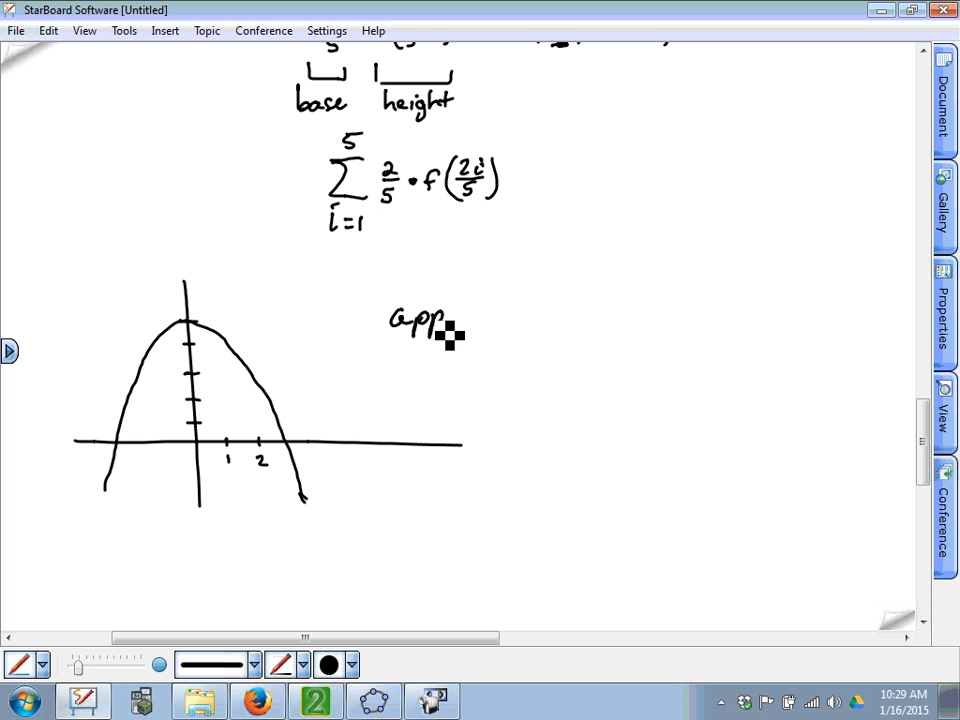 StarBoard Software [Untitled]
File Edit View Tools Insert Topic Conference Help
base height
5
∑ 2/5 • f(2i/5)
i=1
app
1 2
Document
Gallery
Properties
View
Conference
2
10:29 AM
1/16/2015